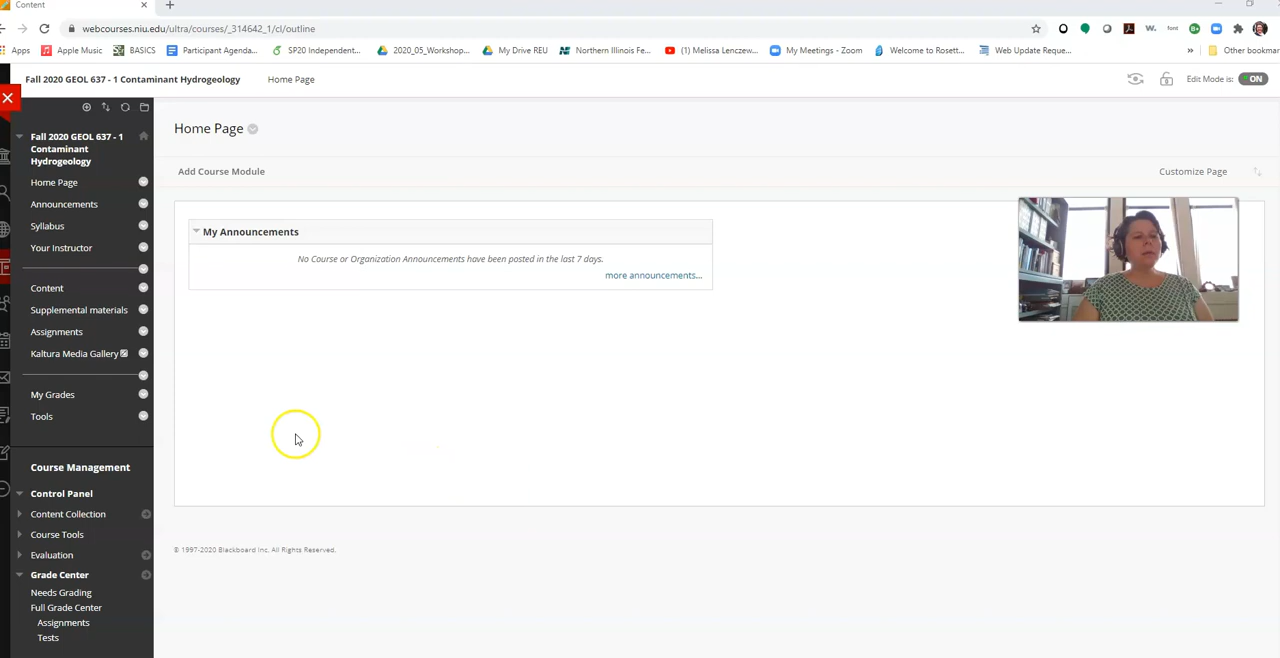 Content
webcourses.niu.edu/ultra/courses/_314642_1/cl/outline
Apps Apple Music BASICS Participant Agenda... SP20 Independent... 2020_05_Workshop... My Drive REU Northern Illinois Fe... (1) Melissa Lenczew... My Meetings - Zoom Welcome to Rosett... Web Update Reque... » Other bookmar
Fall 2020 GEOL 637 - 1 Contaminant Hydrogeology Home Page Edit Mode is: ON
Fall 2020 GEOL 637 - 1
Contaminant
Hydrogeology
Home Page
Announcements
Syllabus
Your Instructor
Content
Supplemental materials
Assignments
Kaltura Media Gallery
My Grades
Tools
Course Management
Control Panel
Content Collection
Course Tools
Evaluation
Grade Center
Needs Grading
Full Grade Center
Assignments
Tests
Home Page
Add Course Module Customize Page
My Announcements
No Course or Organization Announcements have been posted in the last 7 days.
more announcements...
© 1997-2020 Blackboard Inc. All Rights Reserved.